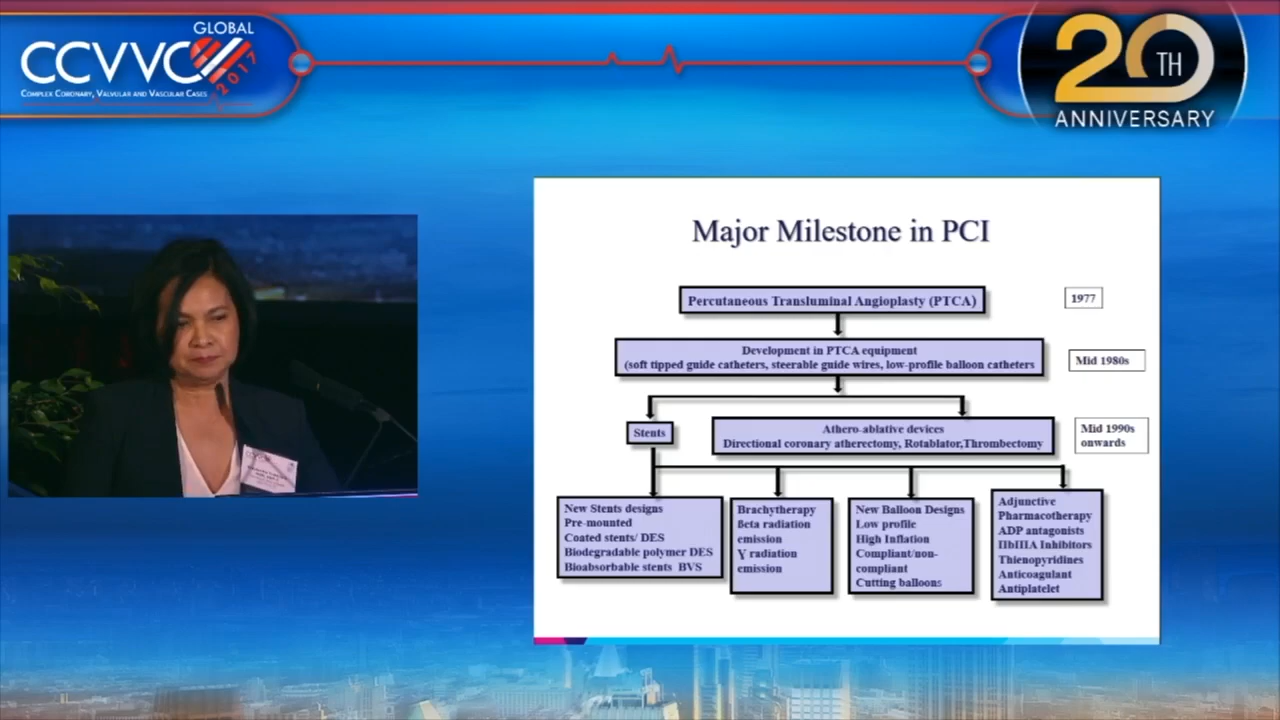 GLOBAL
CCVVC
2017
COMPLEX CORONARY, VALVULAR AND VASCULAR CASES
20TH
ANNIVERSARY
Major Milestone in PCI
Percutaneous Transluminal Angioplasty (PTCA)
1977
Development in PTCA equipment
(soft tipped guide catheters, steerable guide wires, low-profile balloon catheters
Mid 1980s
Stents
Athero-ablative devices
Directional coronary atherectomy, Rotablator,Thrombectomy
Mid 1990s
onwards
New Stents designs
Pre-mounted
Coated stents/ DES
Biodegradable polymer DES
Bioabsorbable stents BVS
Brachytherapy
βeta radiation
emission
Ɣ radiation
emission
New Balloon Designs
Low profile
High Inflation
Compliant/non-
compliant
Cutting balloons
Adjunctive
Pharmacotherapy
ADP antagonists
IIbIIIA Inhibitors
Thienopyridines
Anticoagulant
Antiplatelet